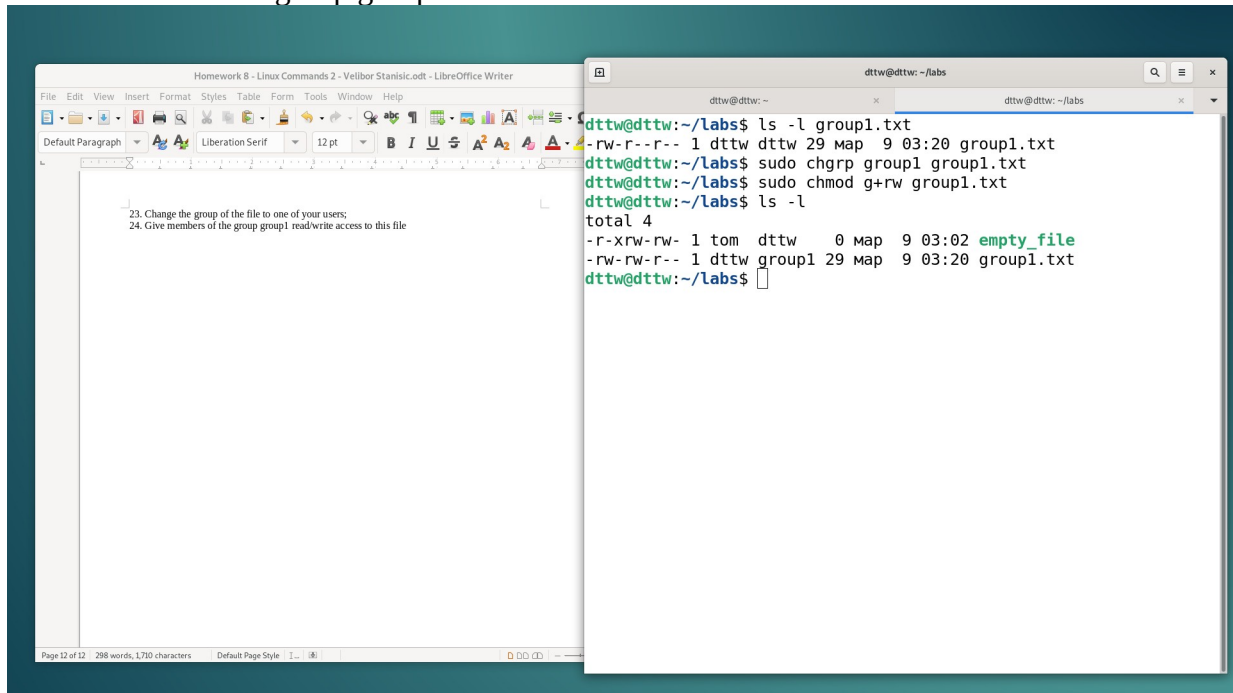 Homework 8 - Linux Commands 2 - Velibor Stanisic.odt - LibreOffice Writer
File Edit View Insert Format Styles Table Form Tools Window Help
Default Paragraph Liberation Serif 12 pt
23. Change the group of the file to one of your users;
24. Give members of the group group1 read/write access to this file
Page 12 of 12 298 words, 1,710 characters Default Page Style
dttw@dttw: ~/labs
dttw@dttw: ~ × dttw@dttw: ~/labs ×
dttw@dttw:~/labs$ ls -l group1.txt
-rw-r--r-- 1 dttw dttw 29 мар 9 03:20 group1.txt
dttw@dttw:~/labs$ sudo chgrp group1 group1.txt
dttw@dttw:~/labs$ sudo chmod g+rw group1.txt
dttw@dttw:~/labs$ ls -l
total 4
-r-xrw-rw- 1 tom dttw 0 мар 9 03:02 empty_file
-rw-rw-r-- 1 dttw group1 29 мар 9 03:20 group1.txt
dttw@dttw:~/labs$